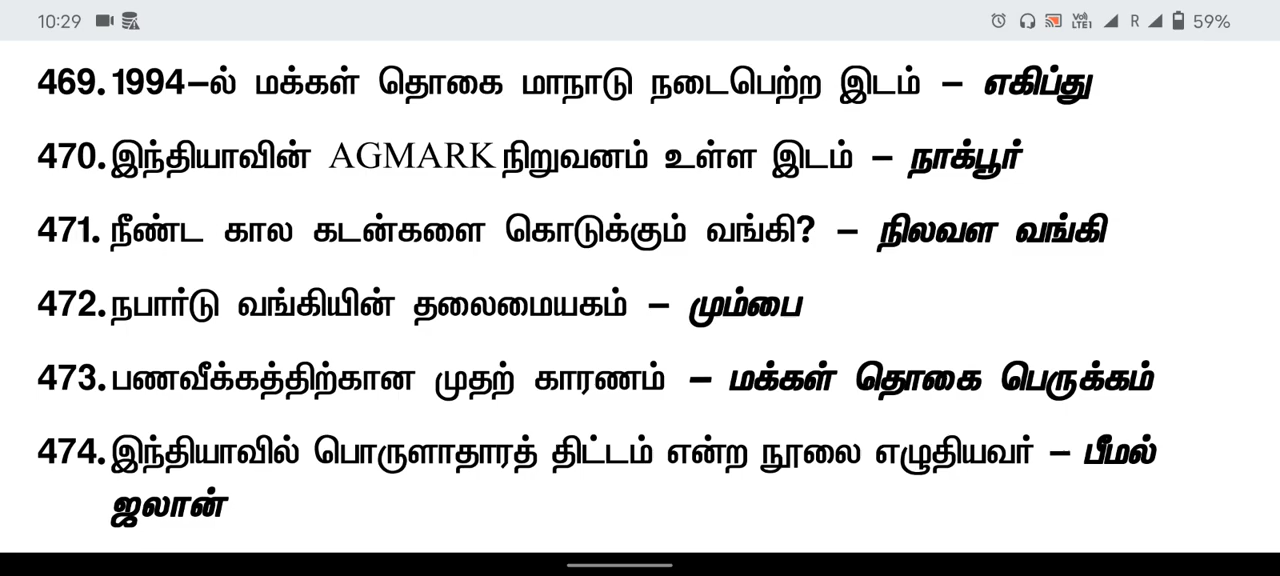 10:29 Vo) LTE1 R 59%
469. 1994–ல் மக்கள் தொகை மாநாடு நடைபெற்ற இடம் – எகிப்து
470. இந்தியாவின் AGMARK நிறுவனம் உள்ள இடம் – நாக்பூர்
471. நீண்ட கால கடன்களை கொடுக்கும் வங்கி? – நிலவள வங்கி
472. நபார்டு வங்கியின் தலைமையகம் – மும்பை
473. பணவீக்கத்திற்கான முதற் காரணம் – மக்கள் தொகை பெருக்கம்
474. இந்தியாவில் பொருளாதாரத் திட்டம் என்ற நூலை எழுதியவர் – பீமல்
ஜலான்